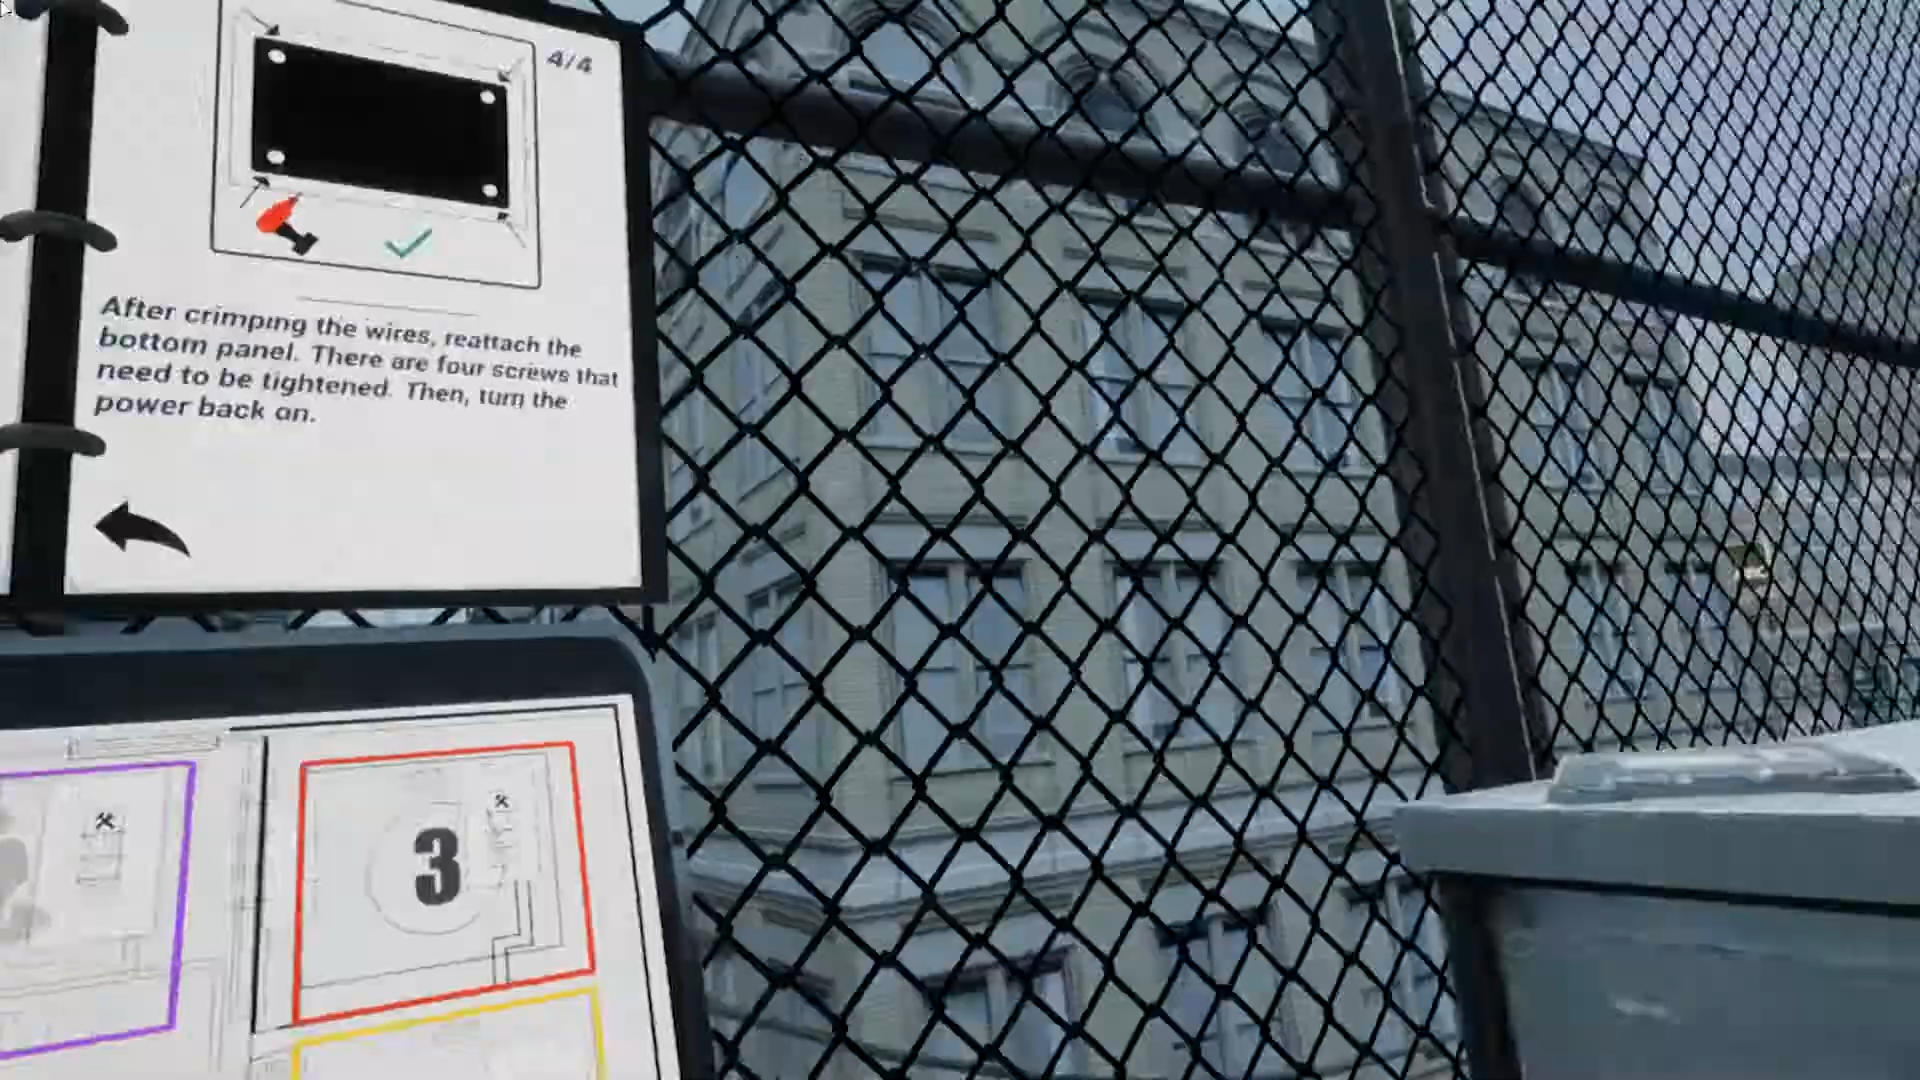 4/4
After crimping the wires, reattach the
bottom panel. There are four screws that
need to be tightened. Then, turn the
power back on.
3